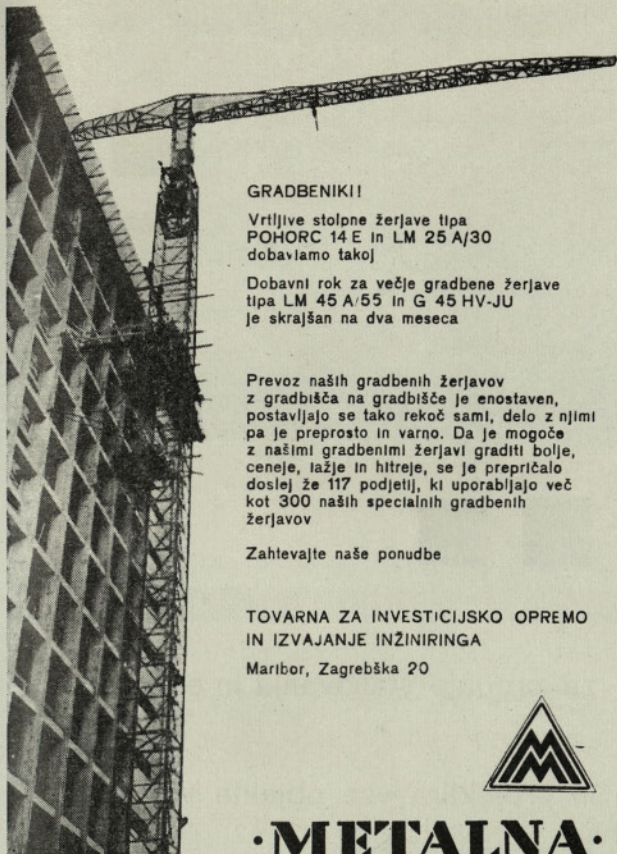 GRADBENIKI!
Vrtljive stolpne žerjave tipa
POHORC 14 E in LM 25 A/30
dobavlamo takoj
Dobavni rok za večje gradbene žerjave
tipa LM 45 A/55 in G 45 HV-JU
je skrajšan na dva meseca
Prevoz naših gradbenih žerjavov
z gradbišča na gradbišče je enostaven,
postavljajo se tako rekoč sami, delo z njimi
pa je preprosto in varno. Da je mogoče
z našimi gradbenimi žerjavi graditi bolje,
ceneje, lažje in hitreje, se je prepričalo
doslej že 117 podjetij, ki uporabljajo več
kot 300 naših specialnih gradbenih
žerjavov
Zahtevajte naše ponudbe
TOVARNA ZA INVESTICIJSKO OPREMO
IN IZVAJANJE INŽINIRINGA
Maribor, Zagrebška 20
M
·METALNA·